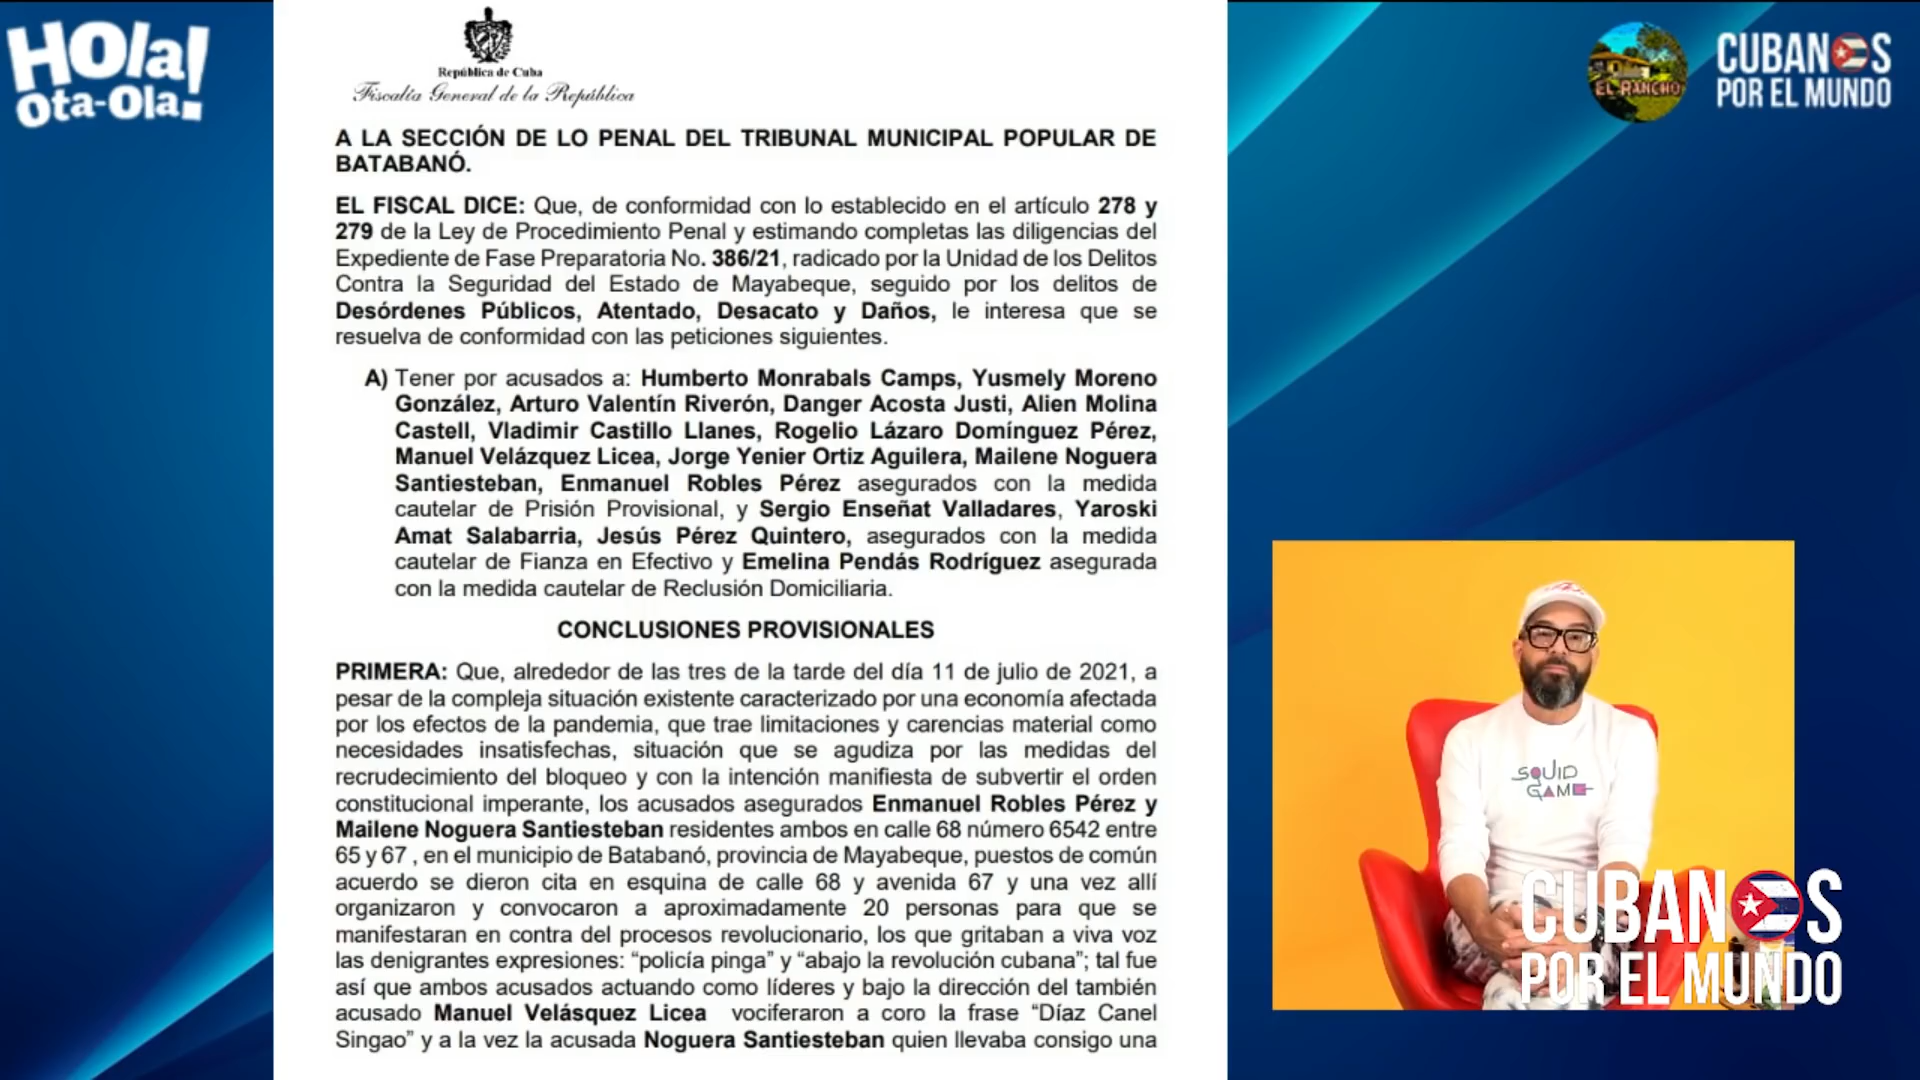 HOla!
Ota-Ola!
República de Cuba
Fiscalía General de la República
A LA SECCIÓN DE LO PENAL DEL TRIBUNAL MUNICIPAL POPULAR DE
BATABANÓ.
EL FISCAL DICE: Que, de conformidad con lo establecido en el artículo 278 y
279 de la Ley de Procedimiento Penal y estimando completas las diligencias del
Expediente de Fase Preparatoria No. 386/21, radicado por la Unidad de los Delitos
Contra la Seguridad del Estado de Mayabeque, seguido por los delitos de
Desórdenes Públicos, Atentado, Desacato y Daños, le interesa que se
resuelva de conformidad con las peticiones siguientes.
A) Tener por acusados a: Humberto Monrabals Camps, Yusmely Moreno
González, Arturo Valentín Riverón, Danger Acosta Justi, Alien Molina
Castell, Vladimir Castillo Llanes, Rogelio Lázaro Domínguez Pérez,
Manuel Velázquez Licea, Jorge Yenier Ortiz Aguilera, Mailene Noguera
Santiesteban, Enmanuel Robles Pérez asegurados con la medida
cautelar de Prisión Provisional, y Sergio Enseñat Valladares, Yaroski
Amat Salabarria, Jesús Pérez Quintero, asegurados con la medida
cautelar de Fianza en Efectivo y Emelina Pendás Rodríguez asegurada
con la medida cautelar de Reclusión Domiciliaria.
CONCLUSIONES PROVISIONALES
PRIMERA: Que, alrededor de las tres de la tarde del día 11 de julio de 2021, a
pesar de la compleja situación existente caracterizado por una economía afectada
por los efectos de la pandemia, que trae limitaciones y carencias material como
necesidades insatisfechas, situación que se agudiza por las medidas del
recrudecimiento del bloqueo y con la intención manifiesta de subvertir el orden
constitucional imperante, los acusados asegurados Enmanuel Robles Pérez y
Mailene Noguera Santiesteban residentes ambos en calle 68 número 6542 entre
65 y 67 , en el municipio de Batabanó, provincia de Mayabeque, puestos de común
acuerdo se dieron cita en esquina de calle 68 y avenida 67 y una vez allí
organizaron y convocaron a aproximadamente 20 personas para que se
manifestaran en contra del procesos revolucionario, los que gritaban a viva voz
las denigrantes expresiones: “policía pinga” y “abajo la revolución cubana”; tal fue
así que ambos acusados actuando como líderes y bajo la dirección del también
acusado Manuel Velásquez Licea vociferaron a coro la frase “Díaz Canel
Singao” y a la vez la acusada Noguera Santiesteban quien llevaba consigo una
EL RANCHO
CUBANOS
POR EL MUNDO
SQUID
GAME
CUBANOS
POR EL MUNDO